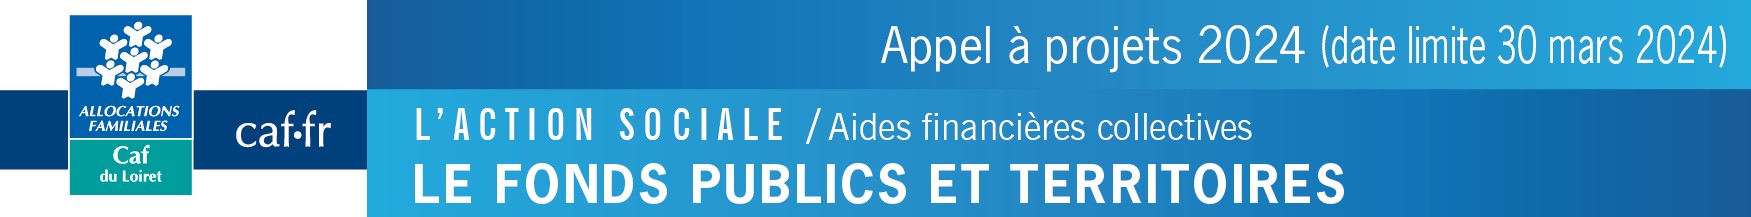 Appel à projets 2024 (date limite 30 mars 2024)
ALLOCATIONS
FAMILIALES
Caf
du Loiret
caf.fr
L'ACTION SOCIALE / Aides financières collectives
LE FONDS PUBLICS ET TERRITOIRES